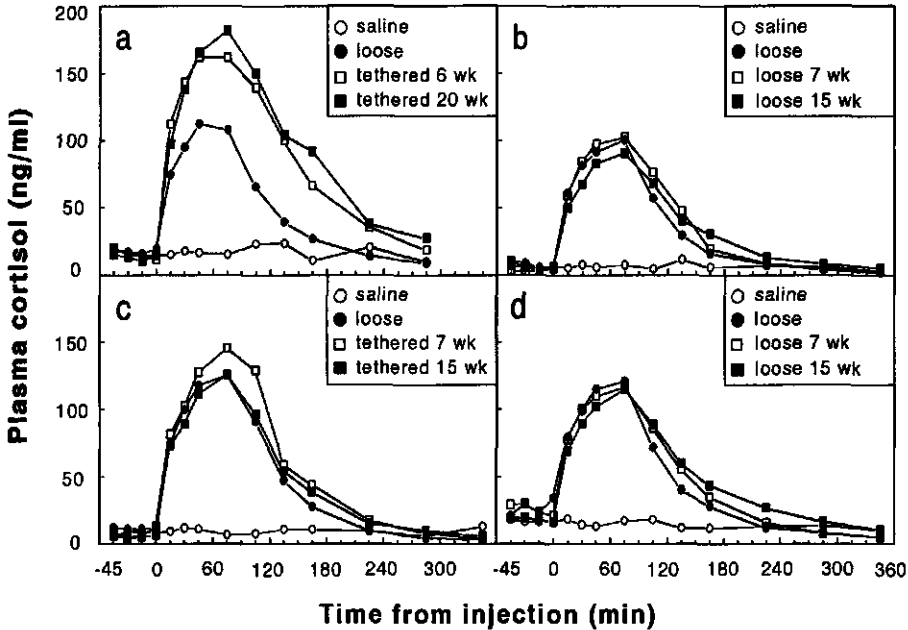 a
saline
loose
tethered 6 wk
tethered 20 wk
b
saline
loose
loose 7 wk
loose 15 wk
c
saline
loose
tethered 7 wk
tethered 15 wk
d
saline
loose
loose 7 wk
loose 15 wk
200
150
100
50
0
150
100
50
0
Plasma cortisol (ng/ml)
-45 0 60 120 240 300 -45 0 60 120 240 300 360
Time from injection (min)